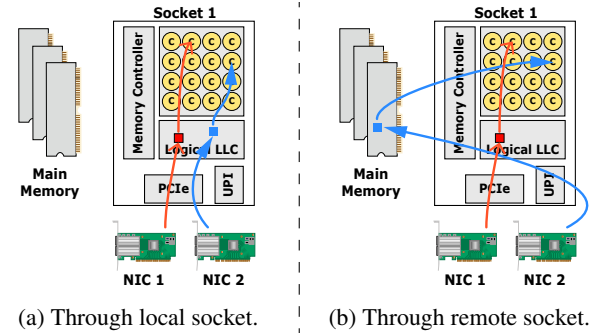 Socket 1
Memory Controller
C C C C
C C C C
C C C C
C C C C
Logical LLC
PCIe
UPI
Main
Memory
NIC 1
NIC 2
(a) Through local socket.
Socket 1
Memory Controller
C C C C
C C C C
C C C C
C C C C
Logical LLC
PCIe
UPI
Main
Memory
NIC 1
NIC 2
(b) Through remote socket.